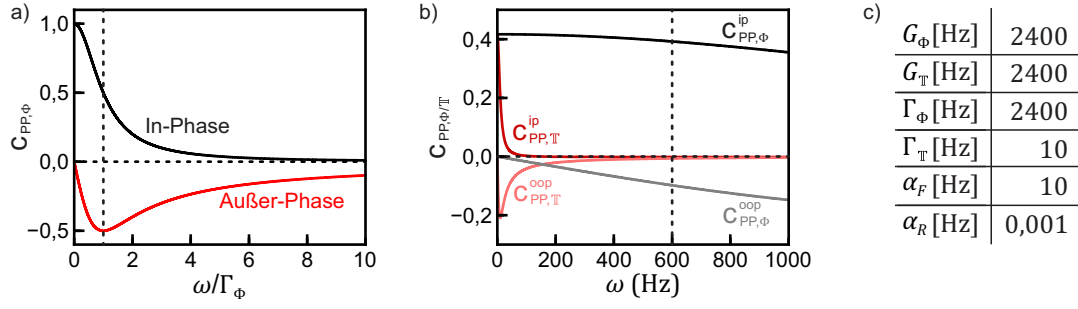 a)
C_PP,Φ
1,0
0,5
0,0
−0,5
In-Phase
Außer-Phase
0 2 4 6 8 10
ω/Γ_Φ
b)
C_PP,Φ/𝕋
0,4
0,2
0,0
−0,2
C^ip_PP,Φ
C^ip_PP,𝕋
C^oop_PP,𝕋
C^oop_PP,Φ
0 200 400 600 800 1000
ω (Hz)
c)
G_Φ[Hz] 2400
G_𝕋[Hz] 2400
Γ_Φ[Hz] 2400
Γ_𝕋[Hz] 10
α_F[Hz] 10
α_R[Hz] 0,001